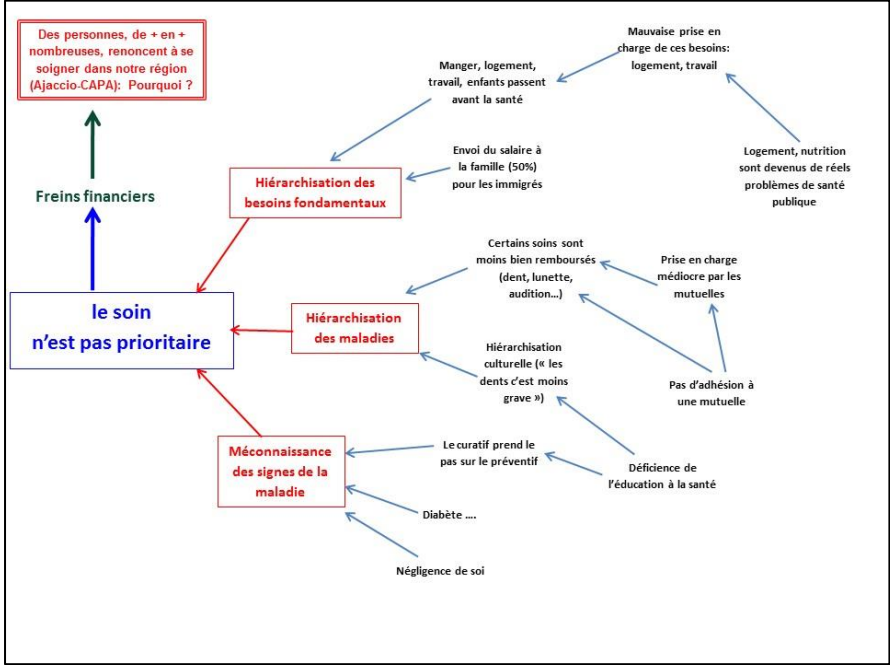 Des personnes, de + en +
nombreuses, renoncent à se
soigner dans notre région
(Ajaccio-CAPA): Pourquoi ?
Freins financiers
le soin
n'est pas prioritaire
Hiérarchisation des
besoins fondamentaux
Manger, logement,
travail, enfants passent
avant la santé
Mauvaise prise en
charge de ces besoins:
logement, travail
Envoi du salaire à
la famille (50%)
pour les immigrés
Logement, nutrition
sont devenus de réels
problèmes de santé
publique
Hiérarchisation
des maladies
Certains soins sont
moins bien remboursés
(dent, lunette,
audition...)
Prise en charge
médiocre par les
mutuelles
Hiérarchisation
culturelle (« les
dents c'est moins
grave »)
Pas d'adhésion à
une mutuelle
Méconnaissance
des signes de la
maladie
Le curatif prend le
pas sur le préventif
Déficience de
l'éducation à la santé
Diabète ....
Négligence de soi